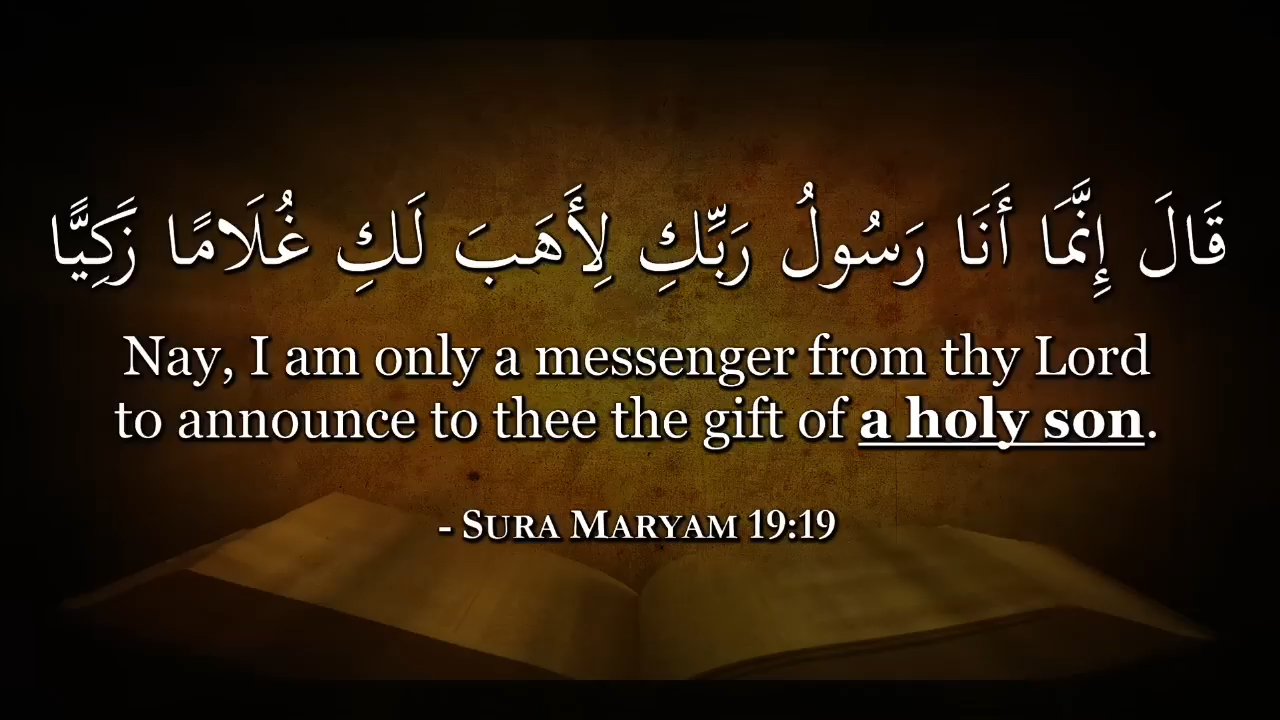 قَالَ إِنَّمَا أَنَا رَسُولُ رَبِّكِ لِأَهَبَ لَكِ غُلَامًا زَكِيًّا
Nay, I am only a messenger from thy Lord
to announce to thee the gift of a holy son.
- SURA MARYAM 19:19